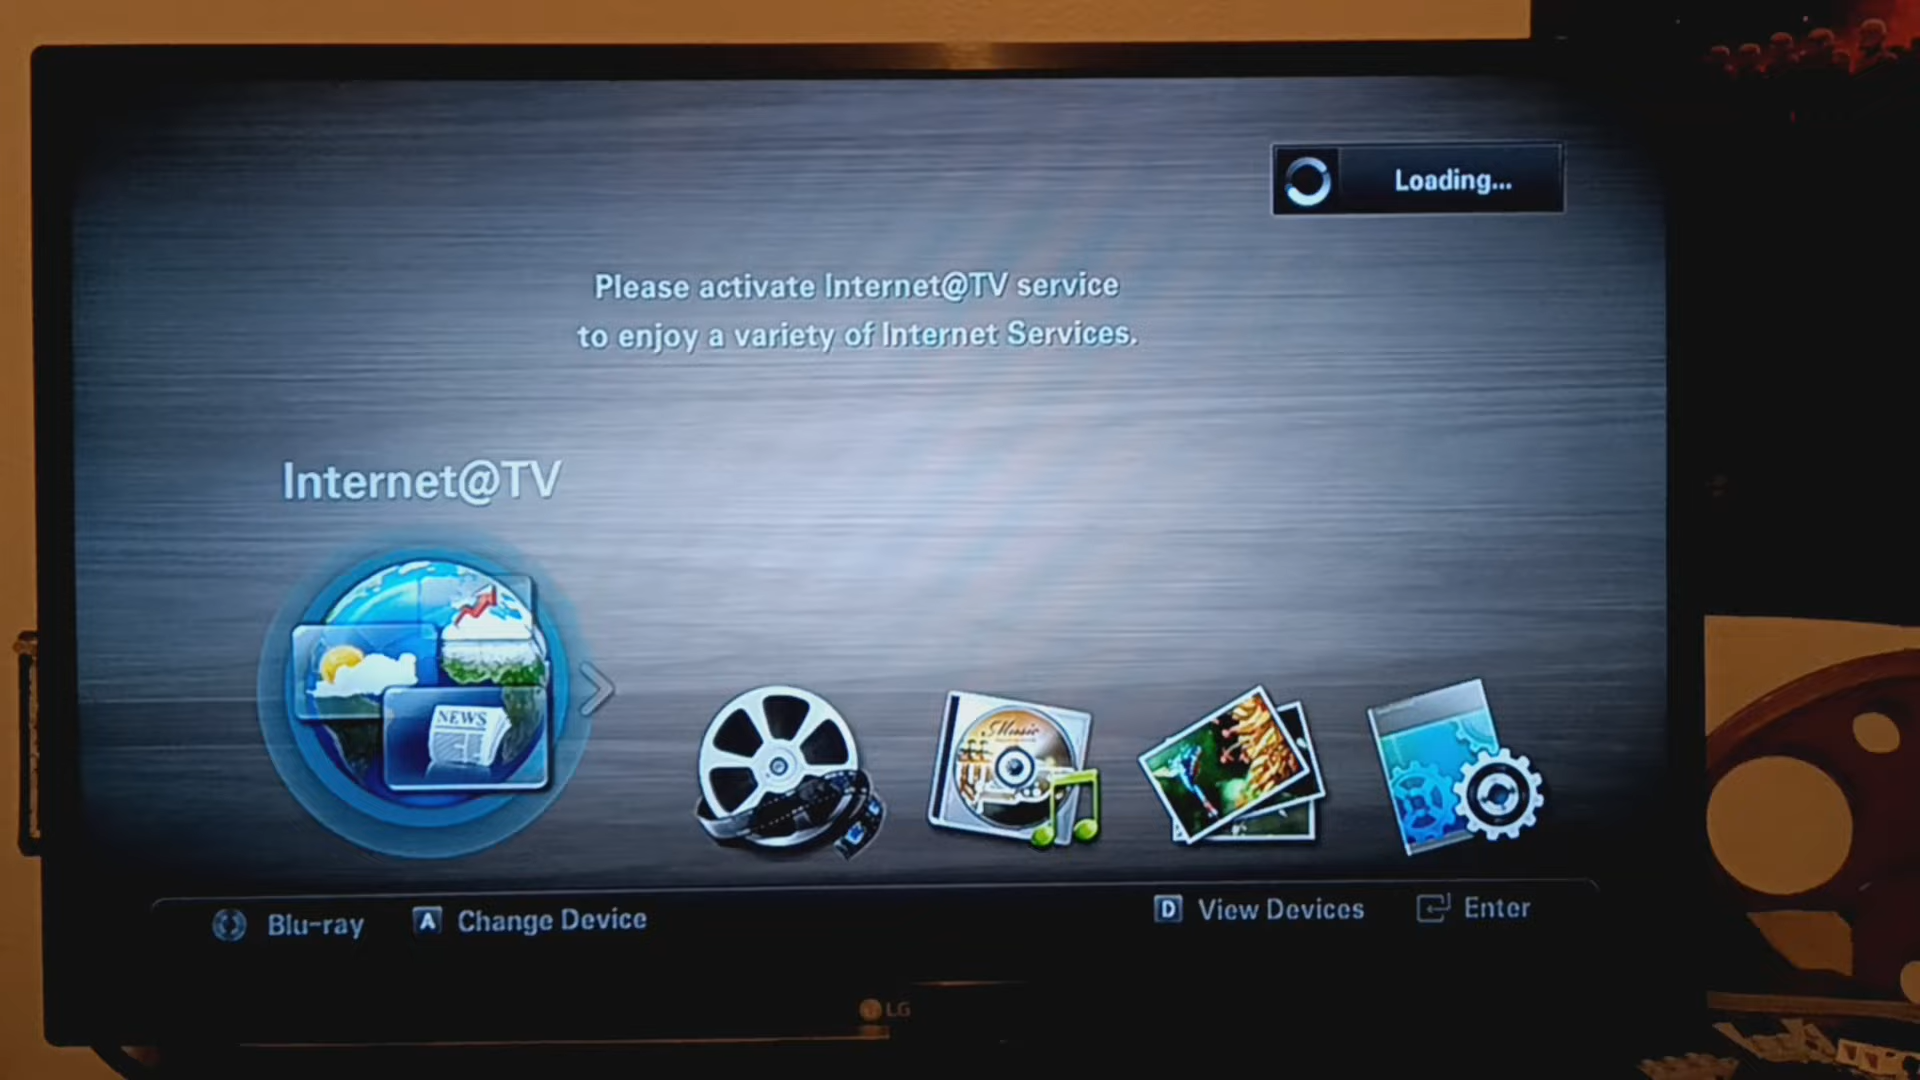 Loading...
Please activate Internet@TV service
to enjoy a variety of Internet Services.
Internet@TV
NEWS
Music
Blu-ray
A Change Device
D View Devices
Enter
LG